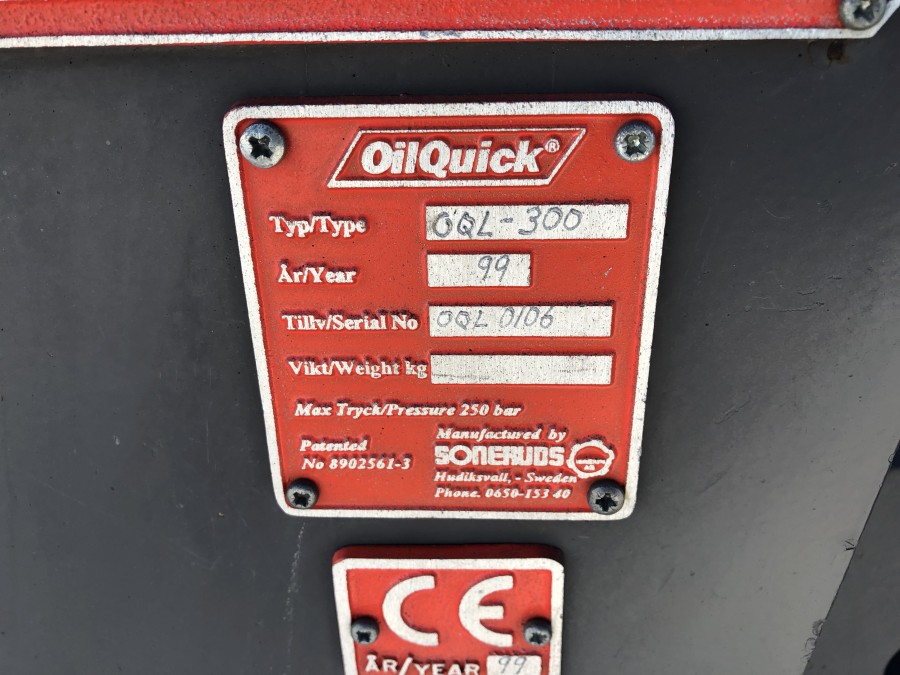 OilQuick®
Typ/Type OQL-300
År/Year 99
Tillv/Serial No OQL 0106
Vikt/Weight kg
Max Tryck/Pressure 250 bar
Patented
No 8902561-3
Manufactured by
SONERUDS
Hudiksvall, - Sweden
Phone. 0650-153 40
CE
ÅR/YEAR 99